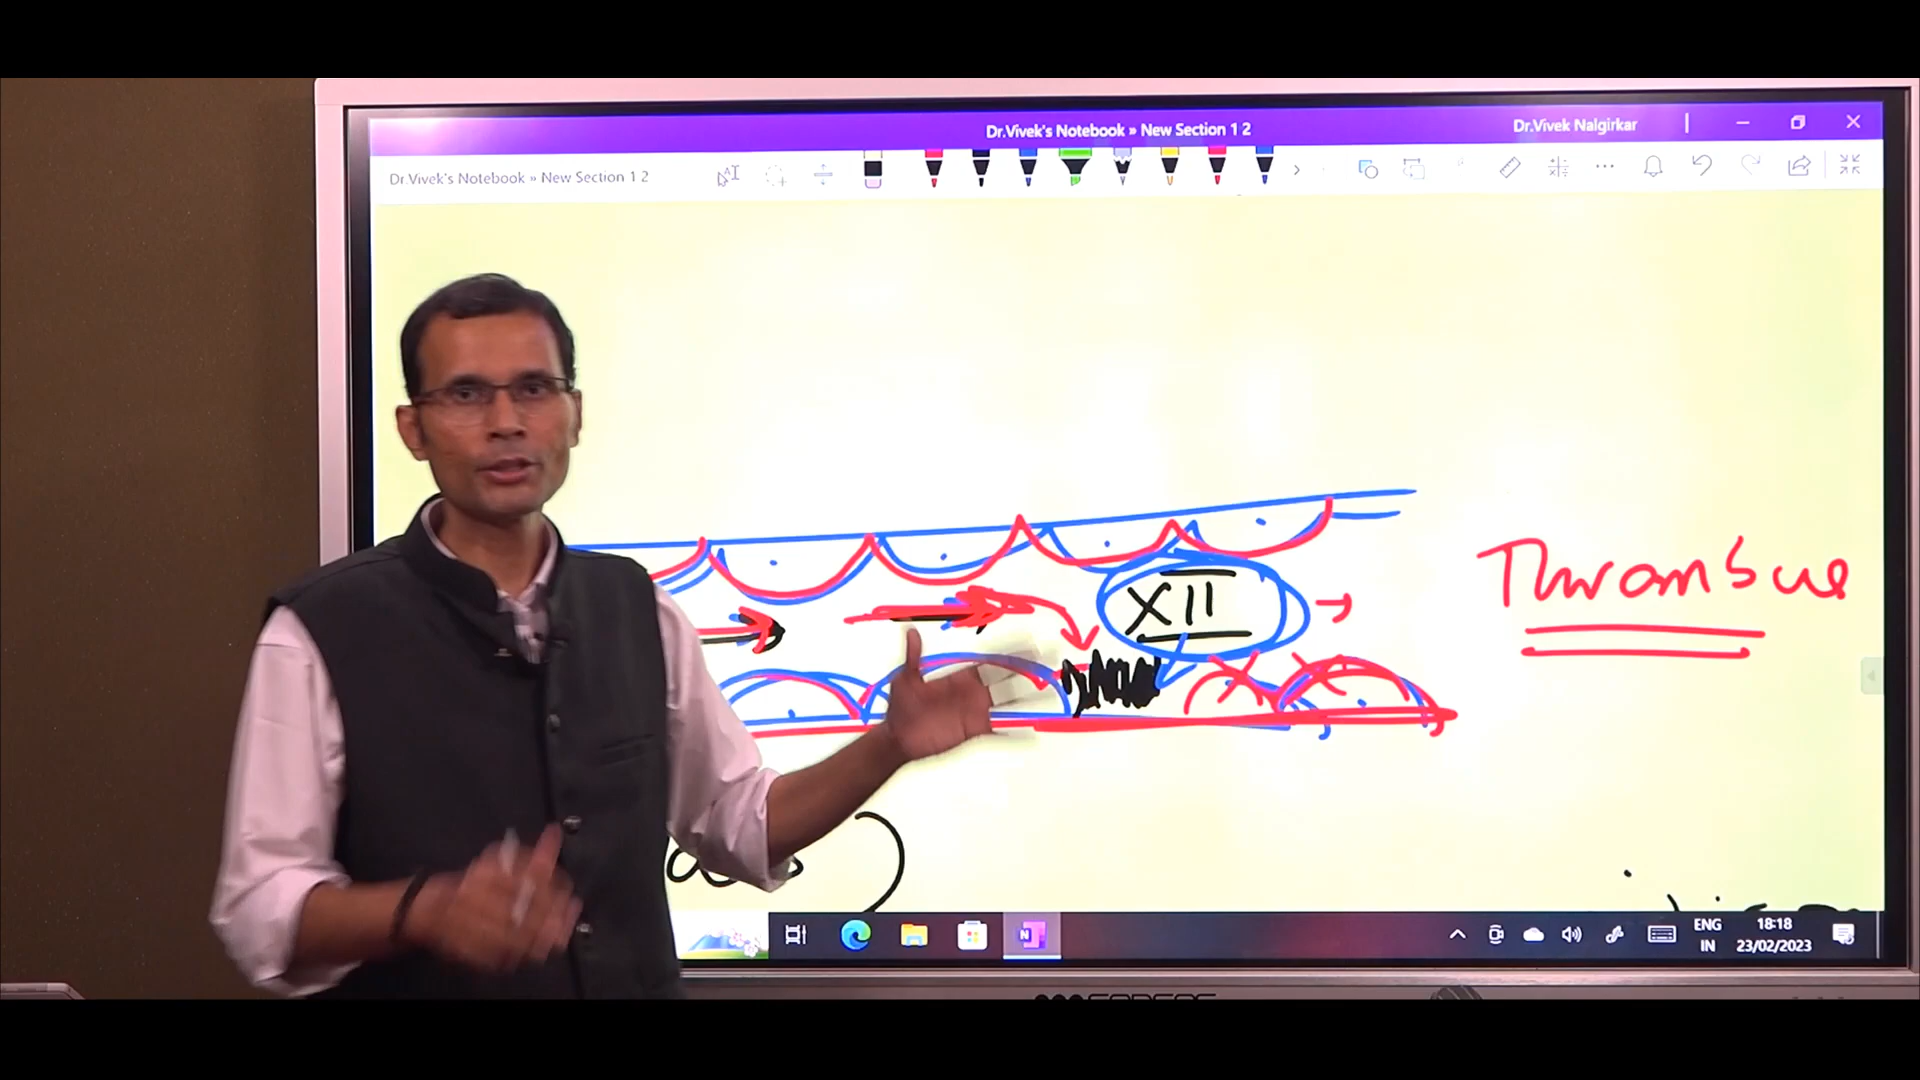 Dr.Vivek's Notebook » New Section 1 2
Dr.Vivek Nalgirkar
Dr.Vivek's Notebook » New Section 1 2
XII
Thrombus
ENG
IN
18:18
23/02/2023